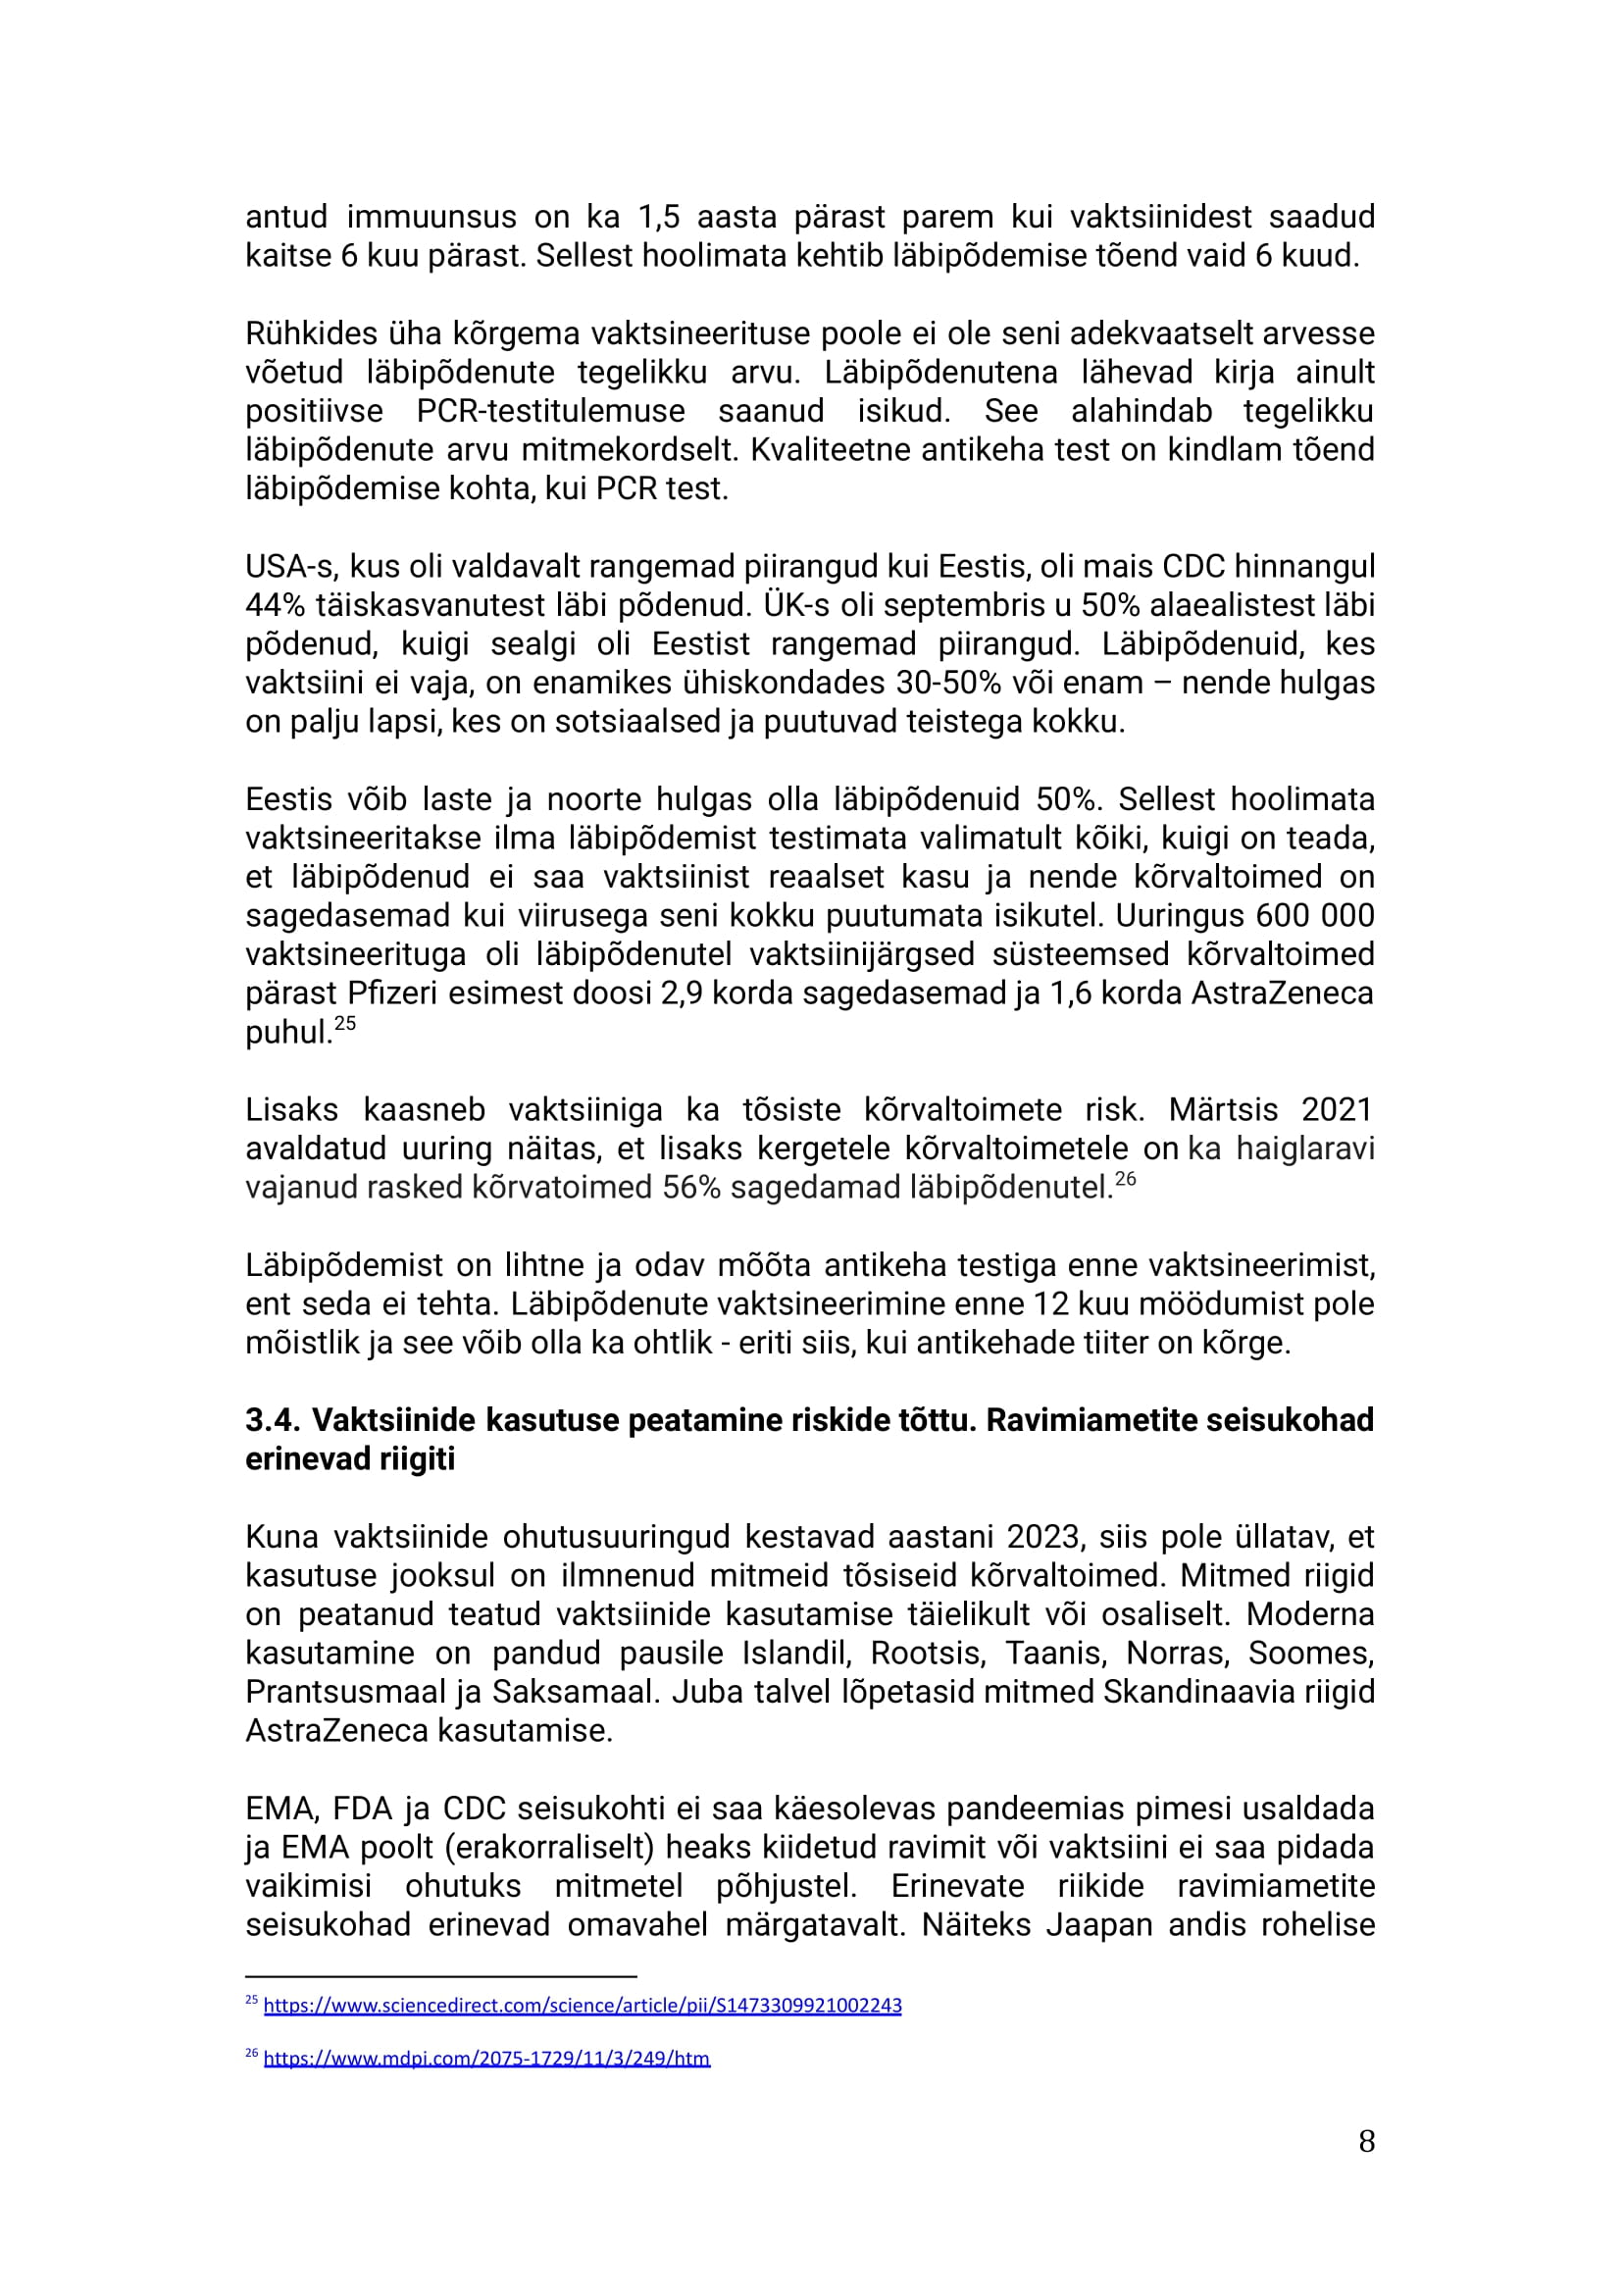 antud immuunsus on ka 1,5 aasta pärast parem kui vaktsiinidest saadud
kaitse 6 kuu pärast. Sellest hoolimata kehtib läbipõdemise tõend vaid 6 kuud.
Rühkides üha kõrgema vaktsineerituse poole ei ole seni adekvaatselt arvesse
võetud läbipõdenute tegelikku arvu. Läbipõdenutena lähevad kirja ainult
positiivse PCR-testitulemuse saanud isikud. See alahindab tegelikku
läbipõdenute arvu mitmekordselt. Kvaliteetne antikeha test on kindlam tõend
läbipõdemise kohta, kui PCR test.
USA-s, kus oli valdavalt rangemad piirangud kui Eestis, oli mais CDC hinnangul
44% täiskasvanutest läbi põdenud. ÜK-s oli septembris u 50% alaealistest läbi
põdenud, kuigi sealgi oli Eestist rangemad piirangud. Läbipõdenuid, kes
vaktsiini ei vaja, on enamikes ühiskondades 30-50% või enam – nende hulgas
on palju lapsi, kes on sotsiaalsed ja puutuvad teistega kokku.
Eestis võib laste ja noorte hulgas olla läbipõdenuid 50%. Sellest hoolimata
vaktsineeritakse ilma läbipõdemist testimata valimatult kõiki, kuigi on teada,
et läbipõdenud ei saa vaktsiinist reaalset kasu ja nende kõrvaltoimed on
sagedasemad kui viirusega seni kokku puutumata isikutel. Uuringus 600 000
vaktsineerituga oli läbipõdenutel vaktsiinijärgsed süsteemsed kõrvaltoimed
pärast Pfizeri esimest doosi 2,9 korda sagedasemad ja 1,6 korda AstraZeneca
puhul.25
Lisaks kaasneb vaktsiiniga ka tõsiste kõrvaltoimete risk. Märtsis 2021
avaldatud uuring näitas, et lisaks kergetele kõrvaltoimetele on ka haiglaravi
vajanud rasked kõrvatoimed 56% sagedamad läbipõdenutel.26
Läbipõdemist on lihtne ja odav mõõta antikeha testiga enne vaktsineerimist,
ent seda ei tehta. Läbipõdenute vaktsineerimine enne 12 kuu möödumist pole
mõistlik ja see võib olla ka ohtlik - eriti siis, kui antikehade tiiter on kõrge.
3.4. Vaktsiinide kasutuse peatamine riskide tõttu. Ravimiametite seisukohad
erinevad riigiti
Kuna vaktsiinide ohutusuuringud kestavad aastani 2023, siis pole üllatav, et
kasutuse jooksul on ilmnenud mitmeid tõsiseid kõrvaltoimed. Mitmed riigid
on peatanud teatud vaktsiinide kasutamise täielikult või osaliselt. Moderna
kasutamine on pandud pausile Islandil, Rootsis, Taanis, Norras, Soomes,
Prantsusmaal ja Saksamaal. Juba talvel lõpetasid mitmed Skandinaavia riigid
AstraZeneca kasutamise.
EMA, FDA ja CDC seisukohti ei saa käesolevas pandeemias pimesi usaldada
ja EMA poolt (erakorraliselt) heaks kiidetud ravimit või vaktsiini ei saa pidada
vaikimisi ohutuks mitmetel põhjustel. Erinevate riikide ravimiametite
seisukohad erinevad omavahel märgatavalt. Näiteks Jaapan andis rohelise
25 https://www.sciencedirect.com/science/article/pii/S1473309921002243
26 https://www.mdpi.com/2075-1729/11/3/249/htm
8